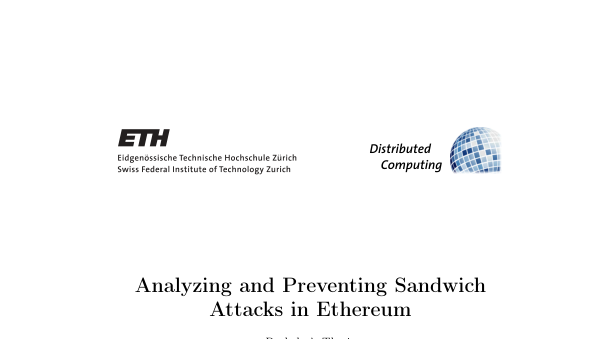 ETH
Eidgenössische Technische Hochschule Zürich
Swiss Federal Institute of Technology Zurich
Distributed
Computing
Analyzing and Preventing Sandwich
Attacks in Ethereum